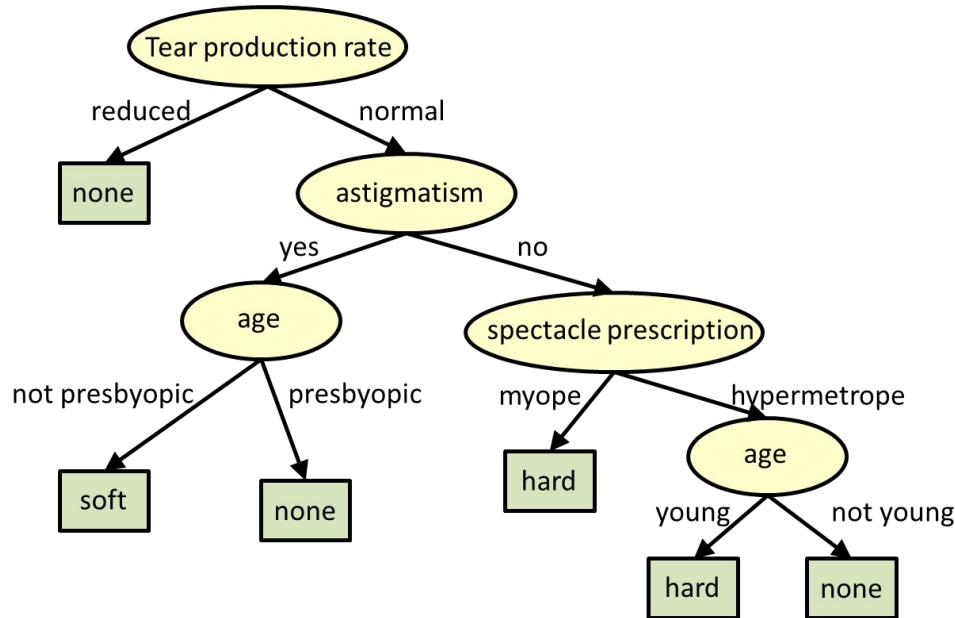 Tear production rate
reduced
normal
none
astigmatism
yes
no
age
spectacle prescription
not presbyopic
presbyopic
myope
hypermetrope
soft
none
hard
age
young
not young
hard
none